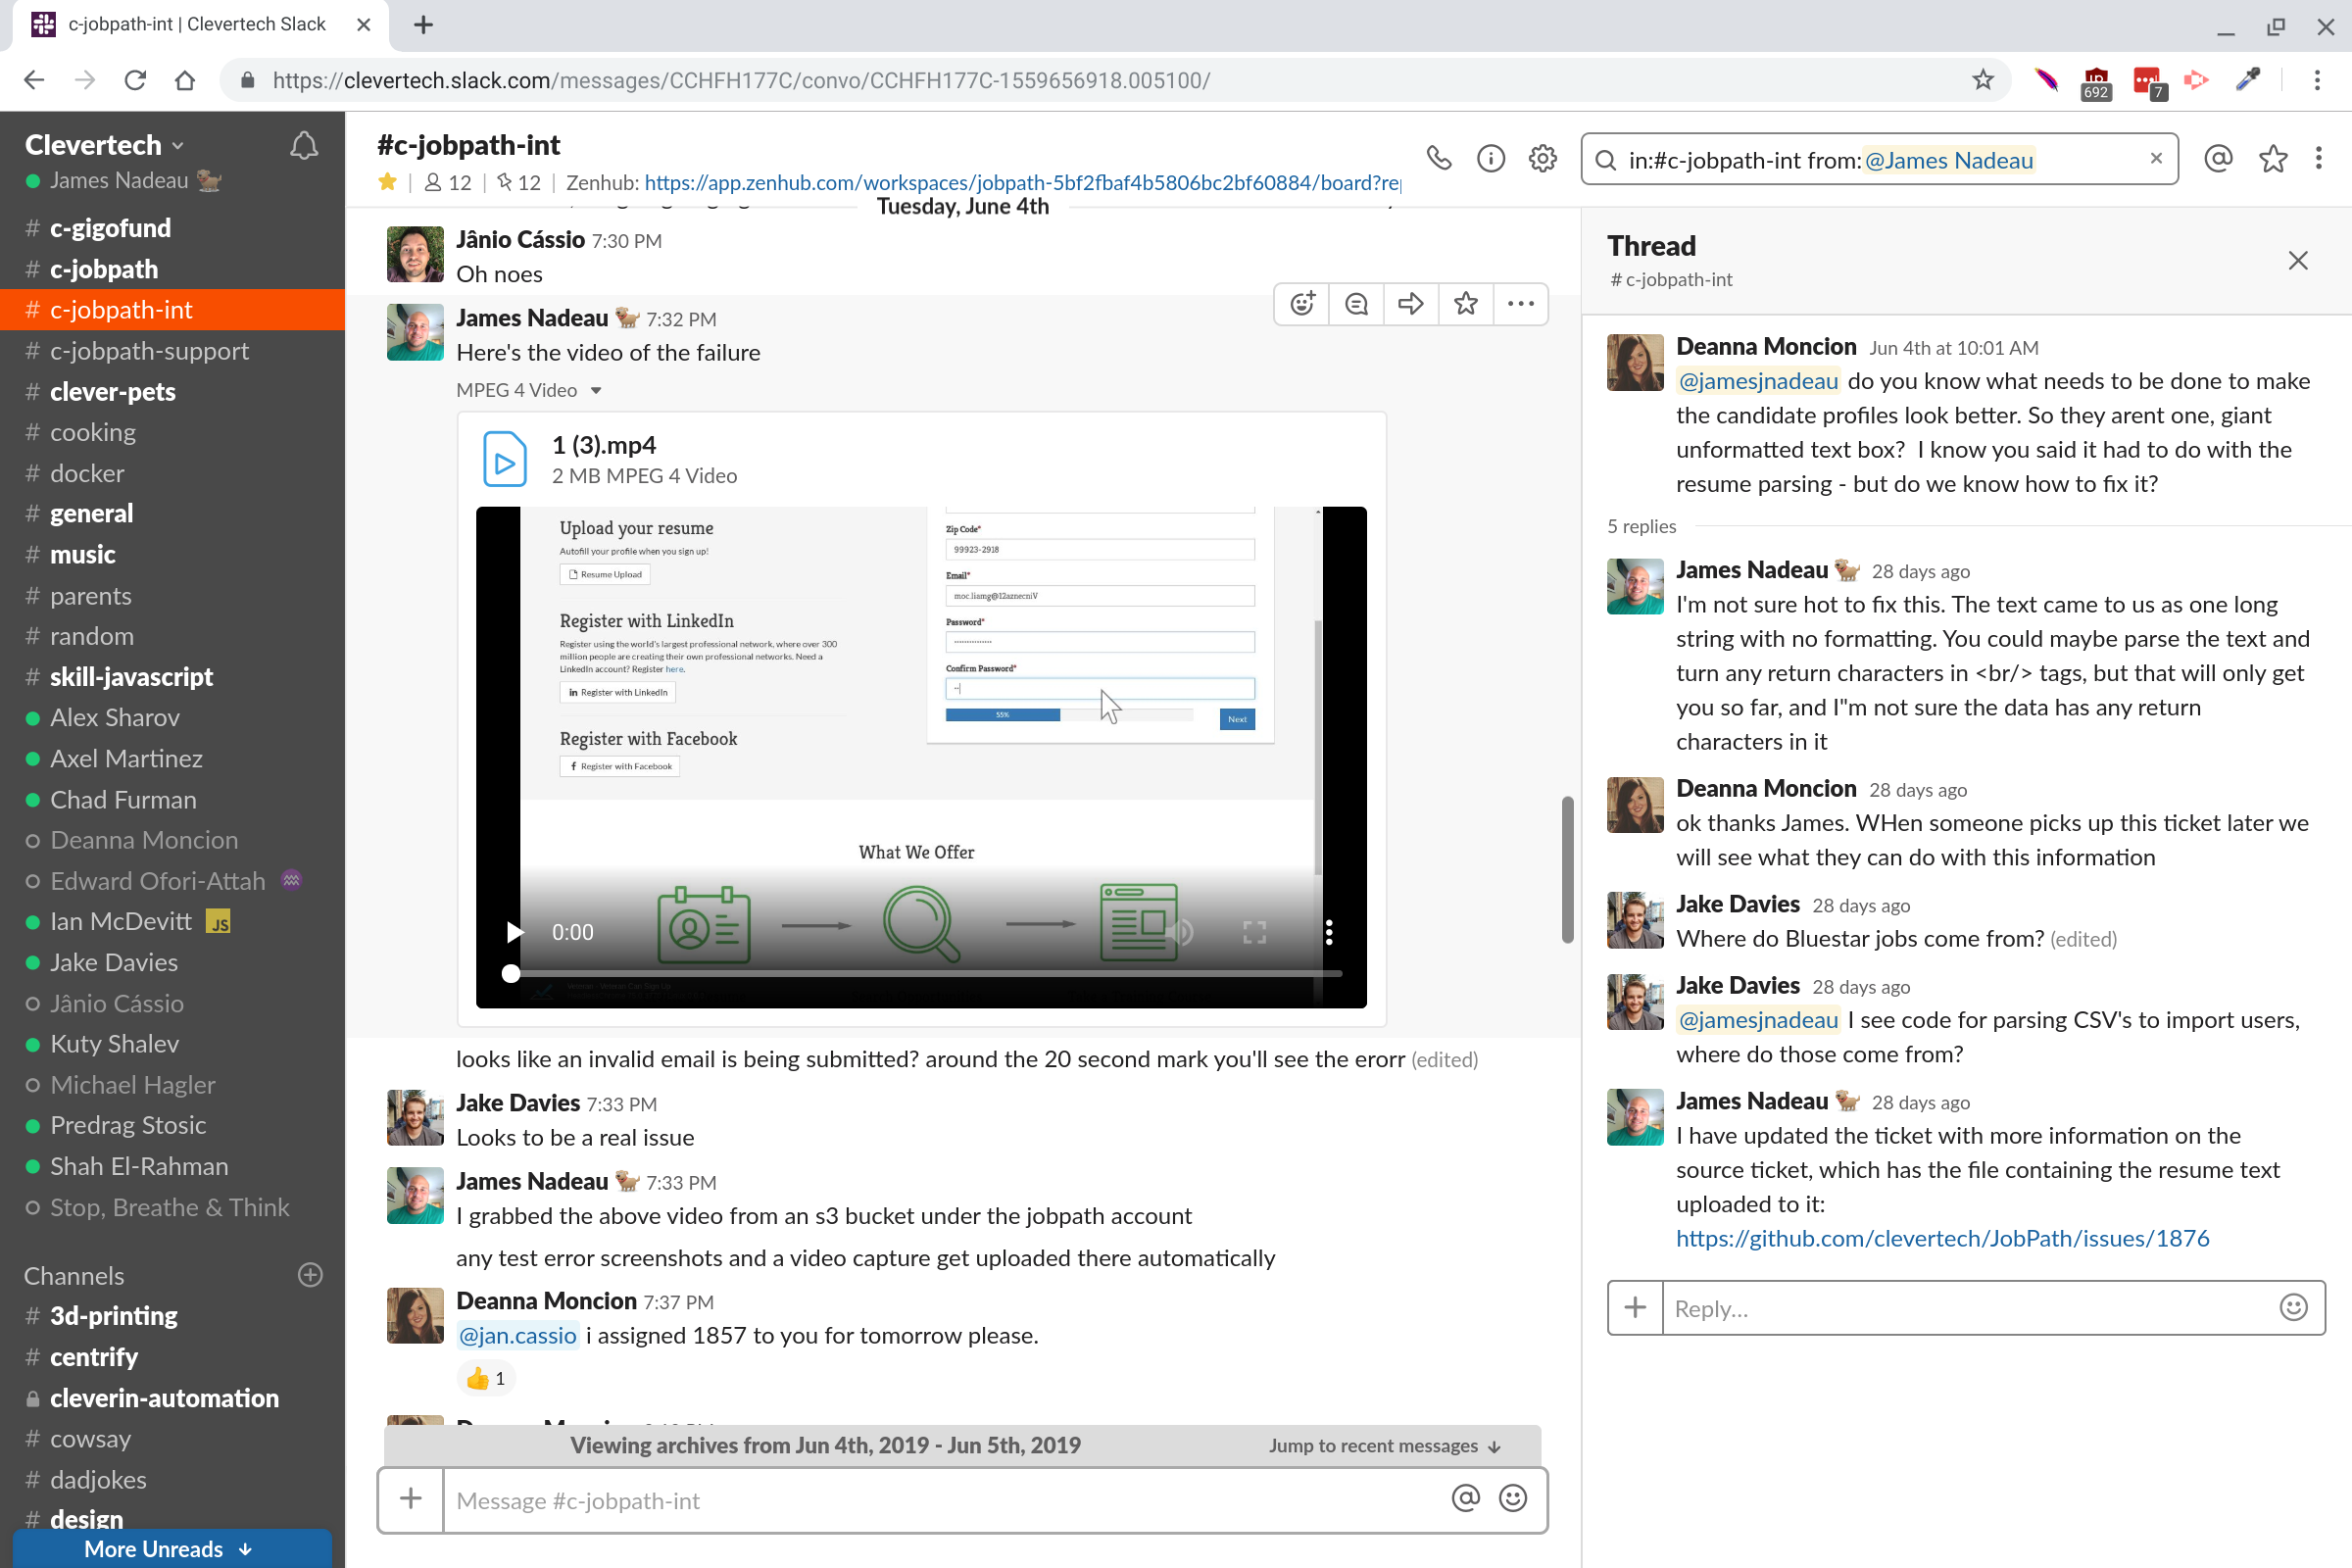 c-jobpath-int | Clevertech Slack
https://clevertech.slack.com/messages/CCHFH177C/convo/CCHFH177C-1559656918.005100/
692
7
Clevertech
James Nadeau
# c-gigofund
# c-jobpath
# c-jobpath-int
# c-jobpath-support
# clever-pets
# cooking
# docker
# general
# music
# parents
# random
# skill-javascript
Alex Sharov
Axel Martinez
Chad Furman
Deanna Moncion
Edward Ofori-Attah
Ian McDevitt JS
Jake Davies
Jânio Cássio
Kuty Shalev
Michael Hagler
Predrag Stosic
Shah El-Rahman
Stop, Breathe & Think
Channels
# 3d-printing
# centrify
cleverin-automation
# cowsay
# dadjokes
# design
More Unreads
#c-jobpath-int
12 | 12 | Zenhub: https://app.zenhub.com/workspaces/jobpath-5bf2fbaf4b5806bc2bf60884/board?rep
in:#c-jobpath-int from:@James Nadeau
Tuesday, June 4th
Jânio Cássio 7:30 PM
Oh noes
James Nadeau 7:32 PM
Here's the video of the failure
MPEG 4 Video
1 (3).mp4
2 MB MPEG 4 Video
Upload your resume
Autofill your profile when you sign up!
Resume Upload
Register with LinkedIn
Register using the world's largest professional network, where over 300
million people are creating their own professional networks. Need a
LinkedIn account? Register here.
in Register with LinkedIn
Register with Facebook
f Register with Facebook
Zip Code*
99923-2918
Email*
moc.liamg@12aznecniV
Password*
Confirm Password*
55%
Next
What We Offer
0:00
looks like an invalid email is being submitted? around the 20 second mark you'll see the erorr (edited)
Jake Davies 7:33 PM
Looks to be a real issue
James Nadeau 7:33 PM
I grabbed the above video from an s3 bucket under the jobpath account
any test error screenshots and a video capture get uploaded there automatically
Deanna Moncion 7:37 PM
@jan.cassio i assigned 1857 to you for tomorrow please.
1
Viewing archives from Jun 4th, 2019 - Jun 5th, 2019
Jump to recent messages
Message #c-jobpath-int
Thread
# c-jobpath-int
Deanna Moncion Jun 4th at 10:01 AM
@jamesjnadeau do you know what needs to be done to make
the candidate profiles look better. So they arent one, giant
unformatted text box? I know you said it had to do with the
resume parsing - but do we know how to fix it?
5 replies
James Nadeau 28 days ago
I'm not sure hot to fix this. The text came to us as one long
string with no formatting. You could maybe parse the text and
turn any return characters in <br/> tags, but that will only get
you so far, and I"m not sure the data has any return
characters in it
Deanna Moncion 28 days ago
ok thanks James. WHen someone picks up this ticket later we
will see what they can do with this information
Jake Davies 28 days ago
Where do Bluestar jobs come from? (edited)
Jake Davies 28 days ago
@jamesjnadeau I see code for parsing CSV's to import users,
where do those come from?
James Nadeau 28 days ago
I have updated the ticket with more information on the
source ticket, which has the file containing the resume text
uploaded to it:
https://github.com/clevertech/JobPath/issues/1876
Reply...